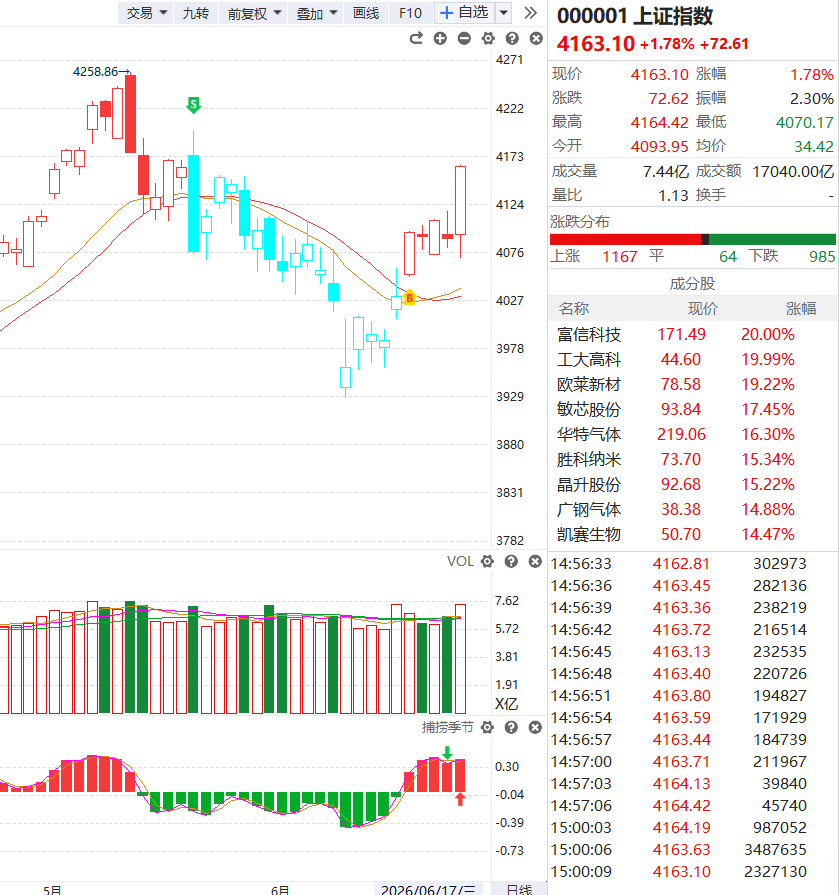 交易 九转 前复权 叠加 画线 F10 + 自选
4258.86→
S
B
4271
4222
4173
4124
4076
4027
3978
3929
3880
3831
3782
VOL
7.62
5.72
3.81
1.91
X亿
捕捞季节
0.30
-0.04
-0.39
-0.73
5月 6月 2026/06/17/三 日线
000001 上证指数
4163.10 +1.78% +72.61
现价 4163.10 涨幅 1.78%
涨跌 72.62 振幅 2.30%
最高 4164.42 最低 4070.17
今开 4093.95 均价 34.42
成交量 7.44亿 成交额 17040.00亿
量比 1.13 换手 -
涨跌分布
上涨 1167 平 64 下跌 985
成分股
名称 现价 涨幅
富信科技 171.49 20.00%
工大高科 44.60 19.99%
欧莱新材 78.58 19.22%
敏芯股份 93.84 17.45%
华特气体 219.06 16.30%
胜科纳米 73.70 15.34%
晶升股份 92.68 15.22%
广钢气体 38.38 14.88%
凯赛生物 50.70 14.47%
14:56:33 4162.81 302973
14:56:36 4163.45 282136
14:56:39 4163.36 238219
14:56:42 4163.72 216514
14:56:45 4163.13 232535
14:56:48 4163.40 220726
14:56:51 4163.80 194827
14:56:54 4163.59 171929
14:56:57 4163.44 184739
14:57:00 4163.71 211967
14:57:03 4164.13 39840
14:57:06 4164.42 45740
15:00:03 4164.19 987052
15:00:06 4163.63 3487635
15:00:09 4163.10 2327130